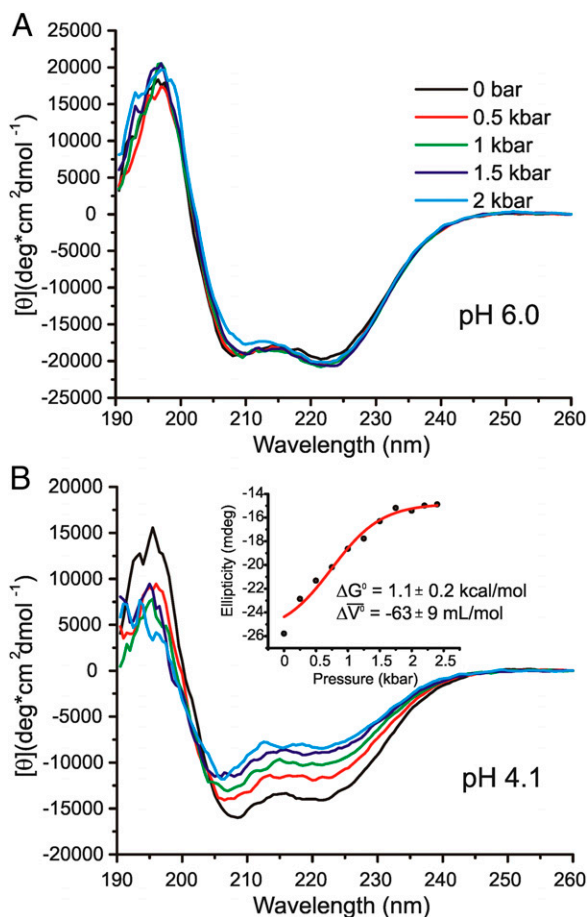 A
25000
20000
15000
10000
5000
0
-5000
-10000
-15000
-20000
-25000
[θ](deg*cm²dmol⁻¹)
0 bar
0.5 kbar
1 kbar
1.5 kbar
2 kbar
pH 6.0
190 200 210 220 230 240 250 260
Wavelength (nm)
B
20000
15000
10000
5000
0
-5000
-10000
-15000
-20000
[θ](deg*cm²dmol⁻¹)
-14
-16
-18
-20
-22
-24
-26
Ellipticity (mdeg)
ΔG⁰ = 1.1± 0.2 kcal/mol
ΔV̅⁰ = -63± 9 mL/mol
0 0.5 1.0 1.5 2.0 2.5
Pressure (kbar)
pH 4.1
190 200 210 220 230 240 250 260
Wavelength (nm)